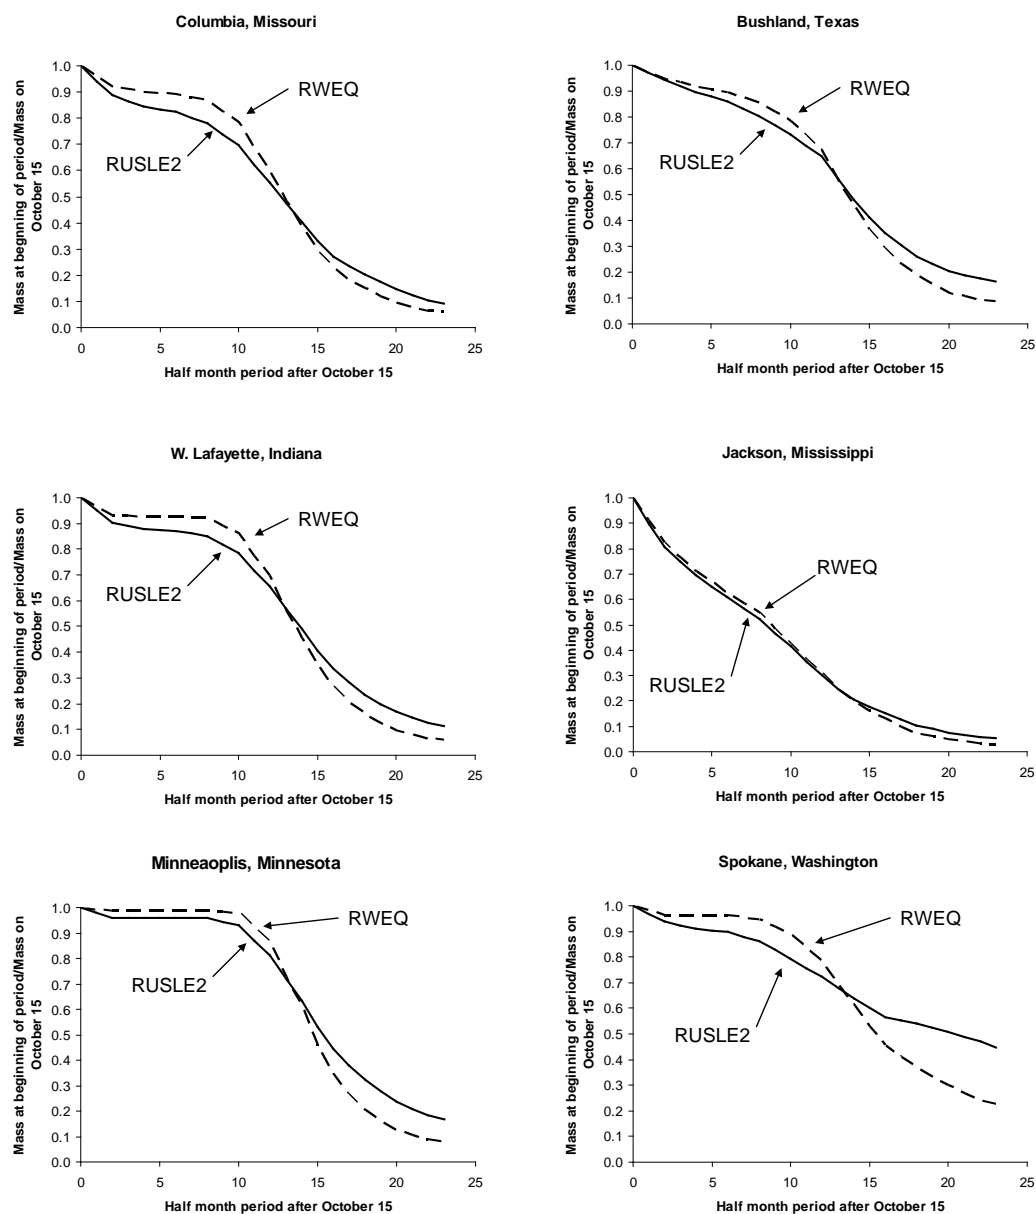 Columbia, Missouri
Mass at beginning of period/Mass on
October 15
1.0
0.9
0.8
0.7
0.6
0.5
0.4
0.3
0.2
0.1
0.0
RWEQ
RUSLE2
0 5 10 15 20 25
Half month period after October 15
Bushland, Texas
Mass at beginning of period/Mass on
October 15
1.0
0.9
0.8
0.7
0.6
0.5
0.4
0.3
0.2
0.1
0.0
RWEQ
RUSLE2
0 5 10 15 20 25
Half month period after October 15
W. Lafayette, Indiana
Mass at beginning of period/Mass on
October 15
1.0
0.9
0.8
0.7
0.6
0.5
0.4
0.3
0.2
0.1
0.0
RWEQ
RUSLE2
0 5 10 15 20 25
Half month period after October 15
Jackson, Mississippi
Mass at beginning of period/Mass on
October 15
1.0
0.9
0.8
0.7
0.6
0.5
0.4
0.3
0.2
0.1
0.0
RWEQ
RUSLE2
0 5 10 15 20 25
Half month period after October 15
Minneaoplis, Minnesota
Mass at beginning of period/Mass on
October 15
1.0
0.9
0.8
0.7
0.6
0.5
0.4
0.3
0.2
0.1
0.0
RWEQ
RUSLE2
0 5 10 15 20 25
Half month period after October 15
Spokane, Washington
Mass at beginning of period/Mass on
October 15
1.0
0.9
0.8
0.7
0.6
0.5
0.4
0.3
0.2
0.1
0.0
RWEQ
RUSLE2
0 5 10 15 20 25
Half month period after October 15